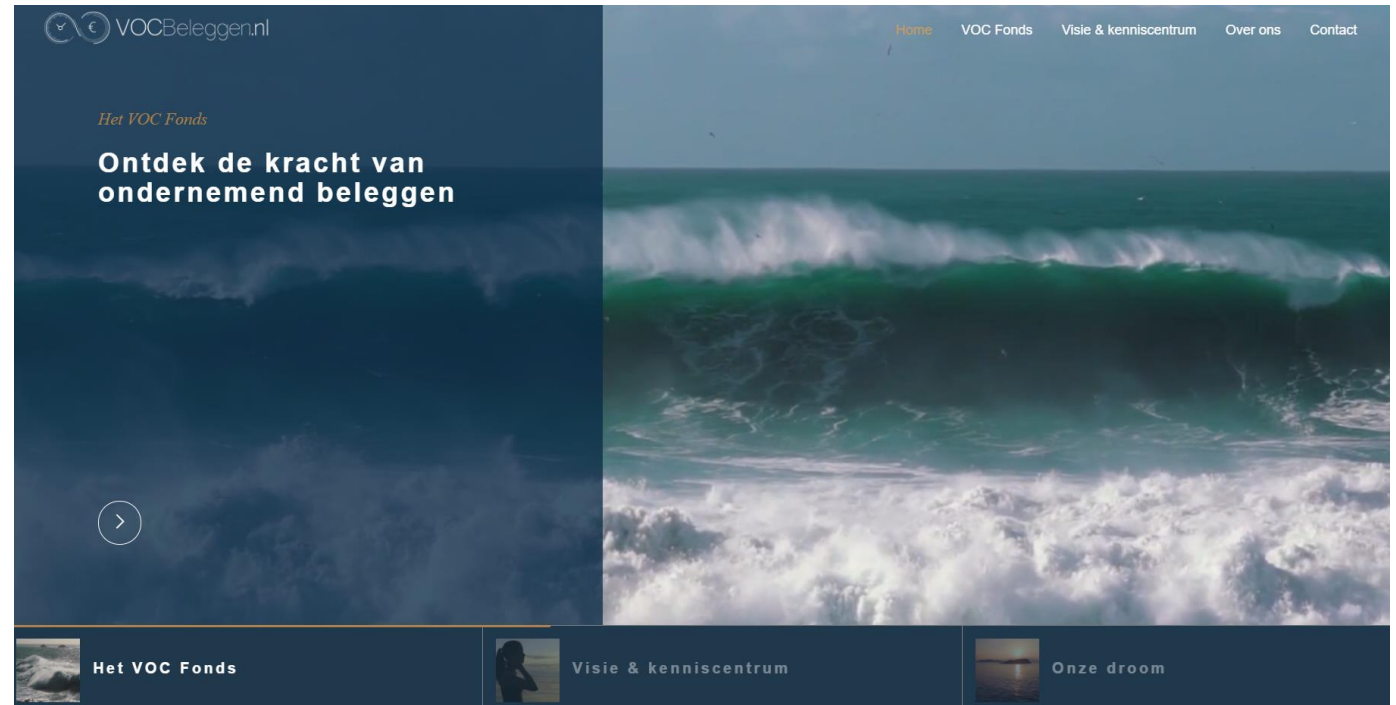 VOCBeleggen.nl
Home VOC Fonds Visie & kenniscentrum Over ons Contact
Het VOC Fonds
Ontdek de kracht van
ondernemend beleggen
Het VOC Fonds
Visie & kenniscentrum
Onze droom